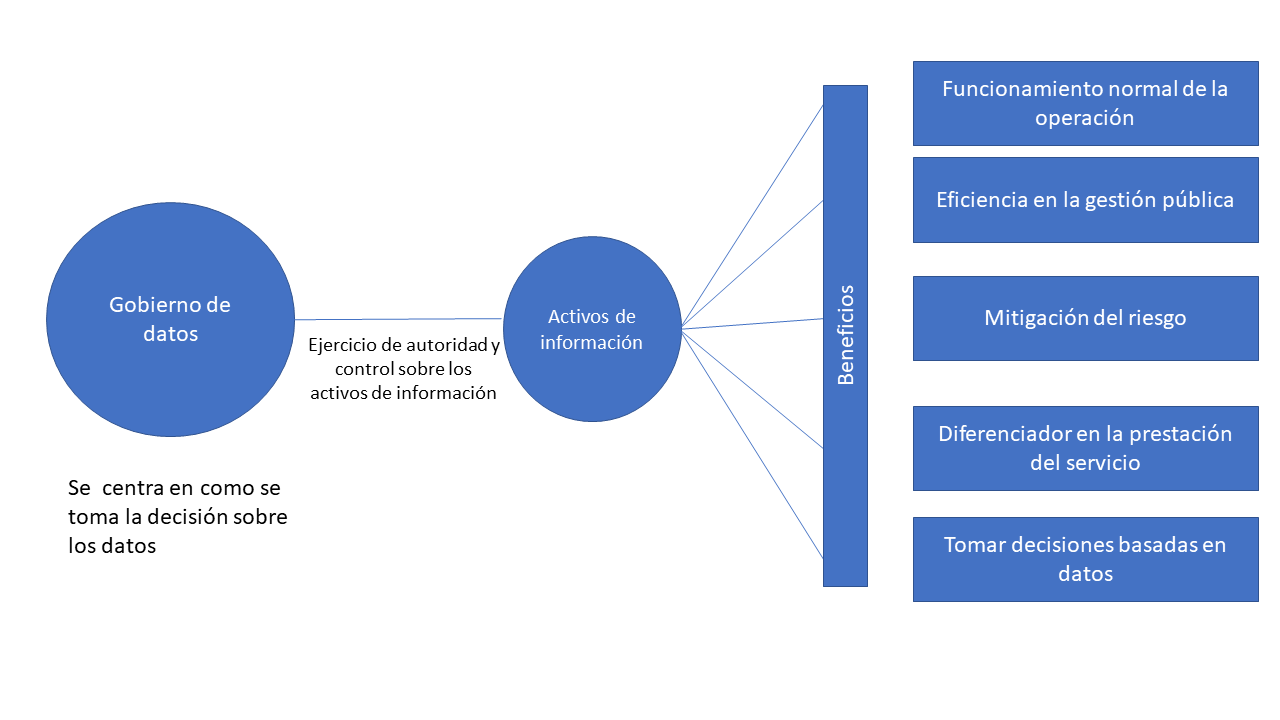 Gobierno de
datos
Se centra en como se
toma la decisión sobre
los datos
Ejercicio de autoridad y
control sobre los
activos de información
Activos de
información
Beneficios
Funcionamiento normal de la
operación
Eficiencia en la gestión pública
Mitigación del riesgo
Diferenciador en la prestación
del servicio
Tomar decisiones basadas en
datos